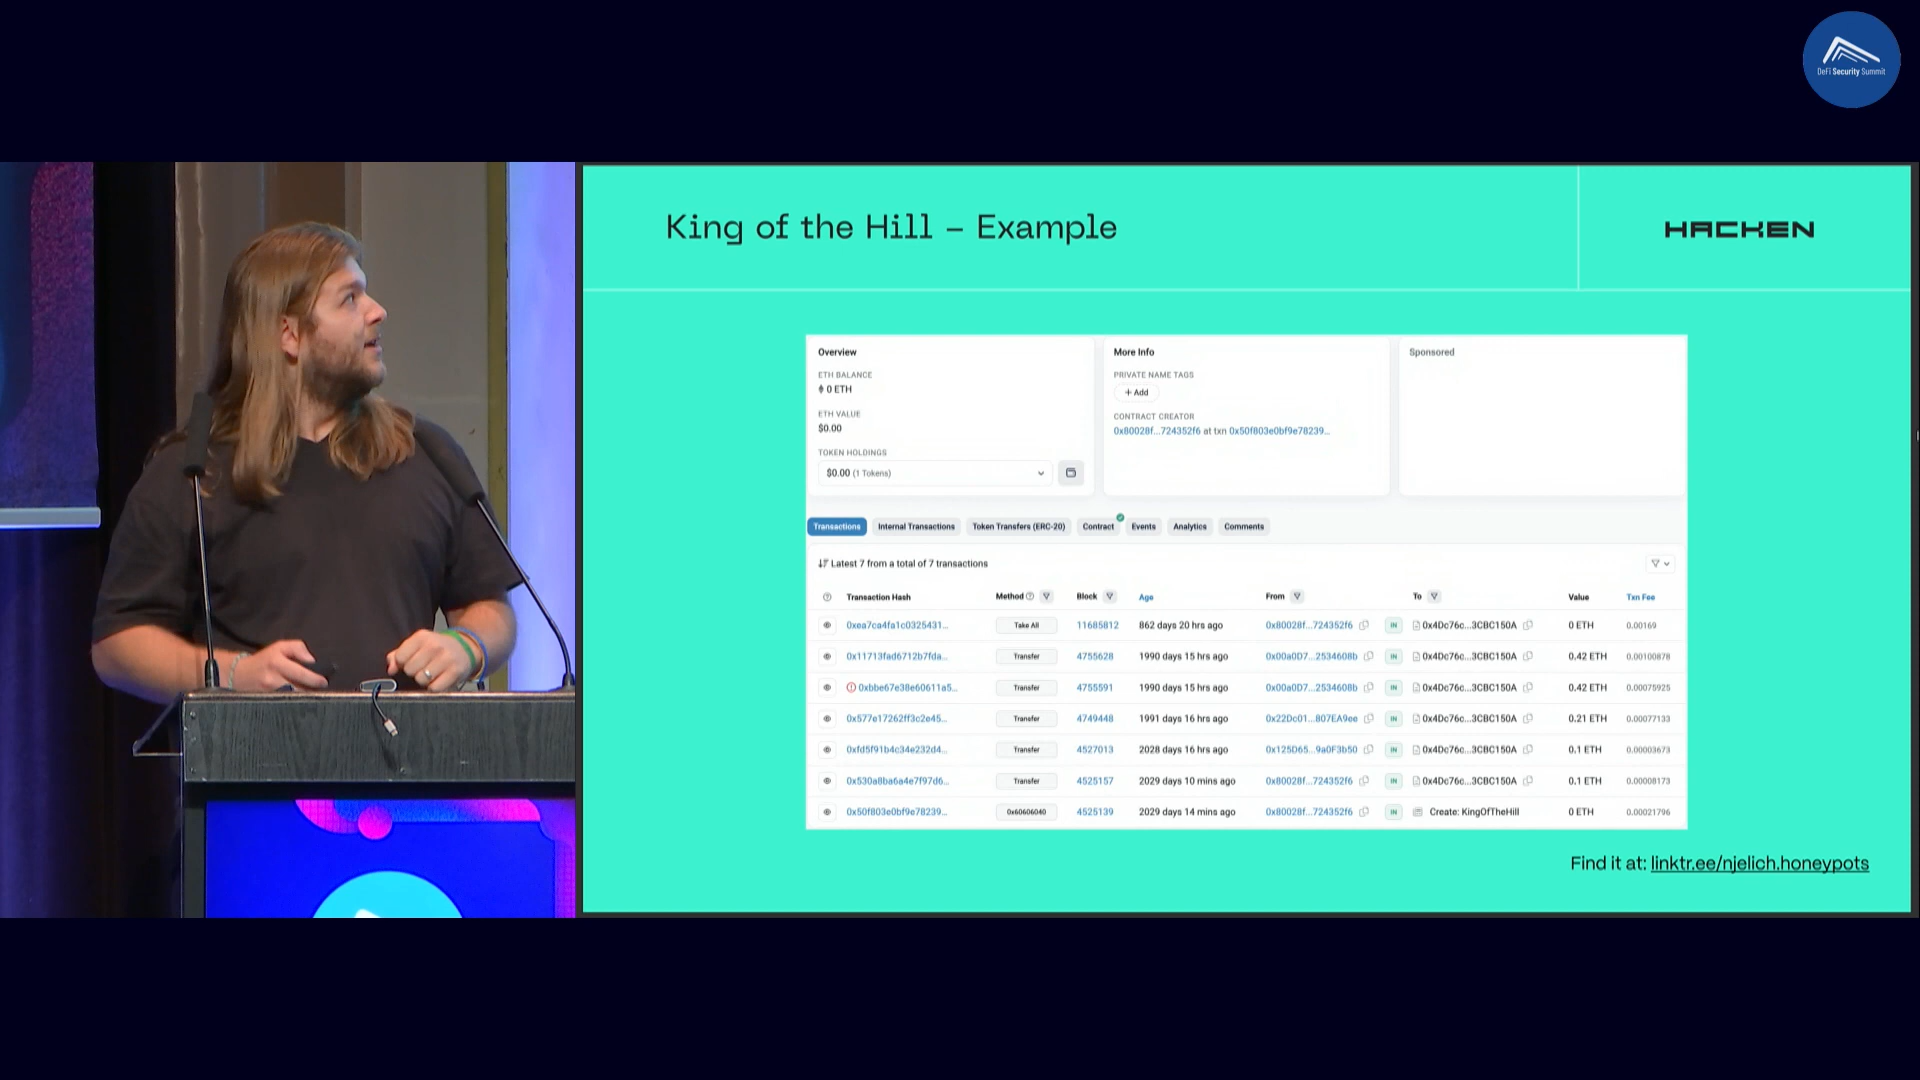 DeFi Security Summit
King of the Hill – Example
HACKEN
Overview
ETH BALANCE
0 ETH
ETH VALUE
$0.00
TOKEN HOLDINGS
$0.00 (1 Tokens)
More Info
PRIVATE NAME TAGS
+ Add
CONTRACT CREATOR
0x80028f...724352f6 at txn 0x50f803e0bf9e78239...
Sponsored
Transactions Internal Transactions Token Transfers (ERC-20) Contract Events Analytics Comments
Latest 7 from a total of 7 transactions
Transaction Hash Method Block Age From To Value Txn Fee
0xea7ca4fa1c0325431... Take All 11685812 862 days 20 hrs ago 0x80028f...724352f6 IN 0x4Dc76c...3CBC150A 0 ETH 0.00169
0x11713fad6712b7fda... Transfer 4755628 1990 days 15 hrs ago 0x00a0D7...2534608b IN 0x4Dc76c...3CBC150A 0.42 ETH 0.00100878
0xbbe67e38e60611a5... Transfer 4755591 1990 days 15 hrs ago 0x00a0D7...2534608b IN 0x4Dc76c...3CBC150A 0.42 ETH 0.00075925
0x577e17262ff3c2e45... Transfer 4749448 1991 days 16 hrs ago 0x22Dc01...807EA9ee IN 0x4Dc76c...3CBC150A 0.21 ETH 0.00077133
0xfd5f91b4c34e232d4... Transfer 4527013 2028 days 16 hrs ago 0x125D65...9a0F3b50 IN 0x4Dc76c...3CBC150A 0.1 ETH 0.00003673
0x530a8ba6a4e7f97d6... Transfer 4525157 2029 days 10 mins ago 0x80028f...724352f6 IN 0x4Dc76c...3CBC150A 0.1 ETH 0.00008173
0x50f803e0bf9e78239... 0x60606040 4525139 2029 days 14 mins ago 0x80028f...724352f6 IN Create: KingOfTheHill 0 ETH 0.00021796
Find it at: linktr.ee/njelich.honeypots